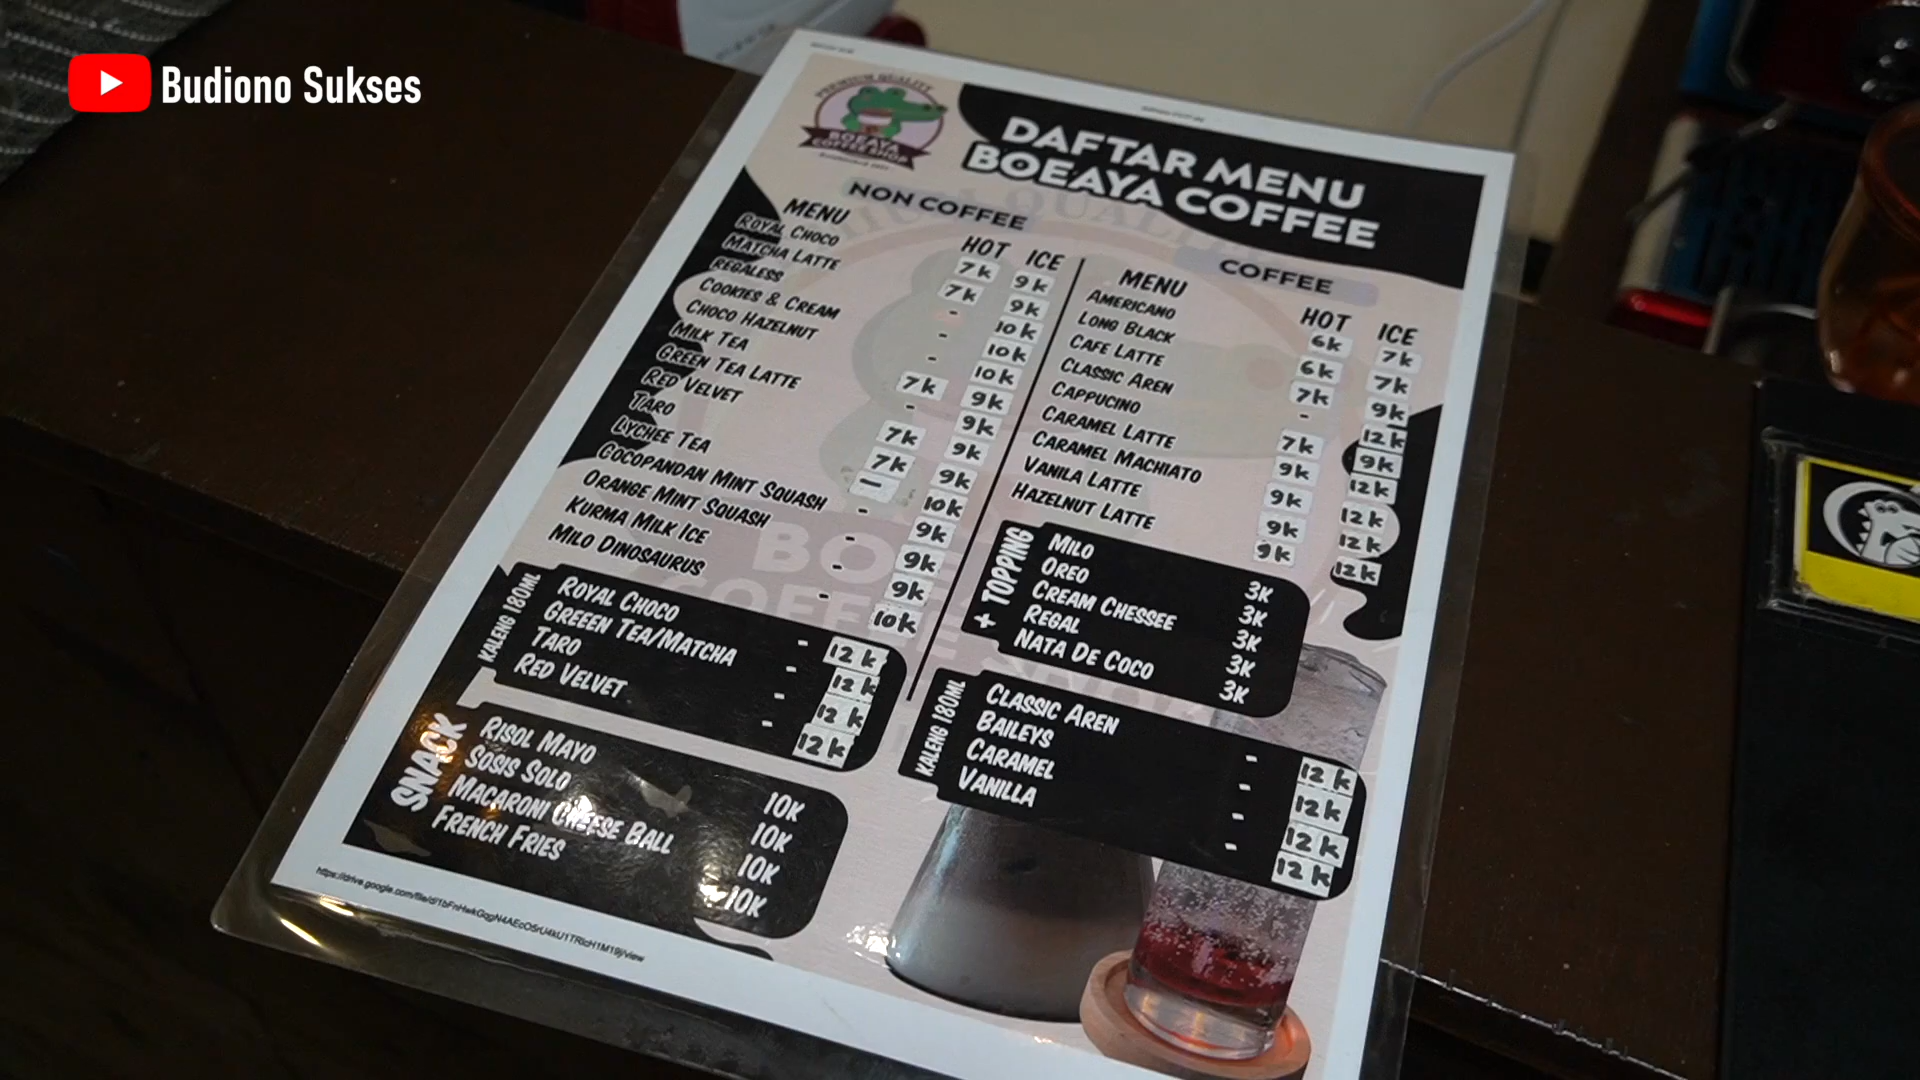 Budiono Sukses
PREMIUM QUALITY
BOEAYA
COFFEE SHOP
DAFTAR MENU
BOEAYA COFFEE
NON COFFEE
MENU HOT ICE
ROYAL CHOCO 7k 9k
MATCHA LATTE 7k 9k
REGALESS - 10k
COOKIES & CREAM - 10k
CHOCO HAZELNUT - 10k
MILK TEA 7k 9k
GREEN TEA LATTE - 9k
RED VELVET 7k 9k
TARO 7k 9k
LYCHEE TEA - 10k
COCOPANDAN MINT SQUASH - 9k
ORANGE MINT SQUASH - 9k
KURMA MILK ICE - 9k
MILO DINOSAURUS - 10k
KALENG 180ML
ROYAL CHOCO - 12k
GREEEN TEA/MATCHA - 12k
TARO - 12k
RED VELVET - 12k
SNACK
RISOL MAYO 10K
SOSIS SOLO 10K
MACARONI CHEESE BALL 10K
FRENCH FRIES 10K
COFFEE
MENU HOT ICE
AMERICANO 6k 7k
LONG BLACK 6k 7k
CAFE LATTE 7k 9k
CLASSIC AREN - 12k
CAPPUCINO 7k 9k
CARAMEL LATTE 9k 12k
CARAMEL MACHIATO 9k 12k
VANILA LATTE 9k 12k
HAZELNUT LATTE 9k 12k
+ TOPPING
MILO 3K
OREO 3K
CREAM CHESSEE 3K
REGAL 3K
NATA DE COCO 3K
KALENG 180ML
CLASSIC AREN - 12k
BAILEYS - 12k
CARAMEL - 12k
VANILLA - 12k